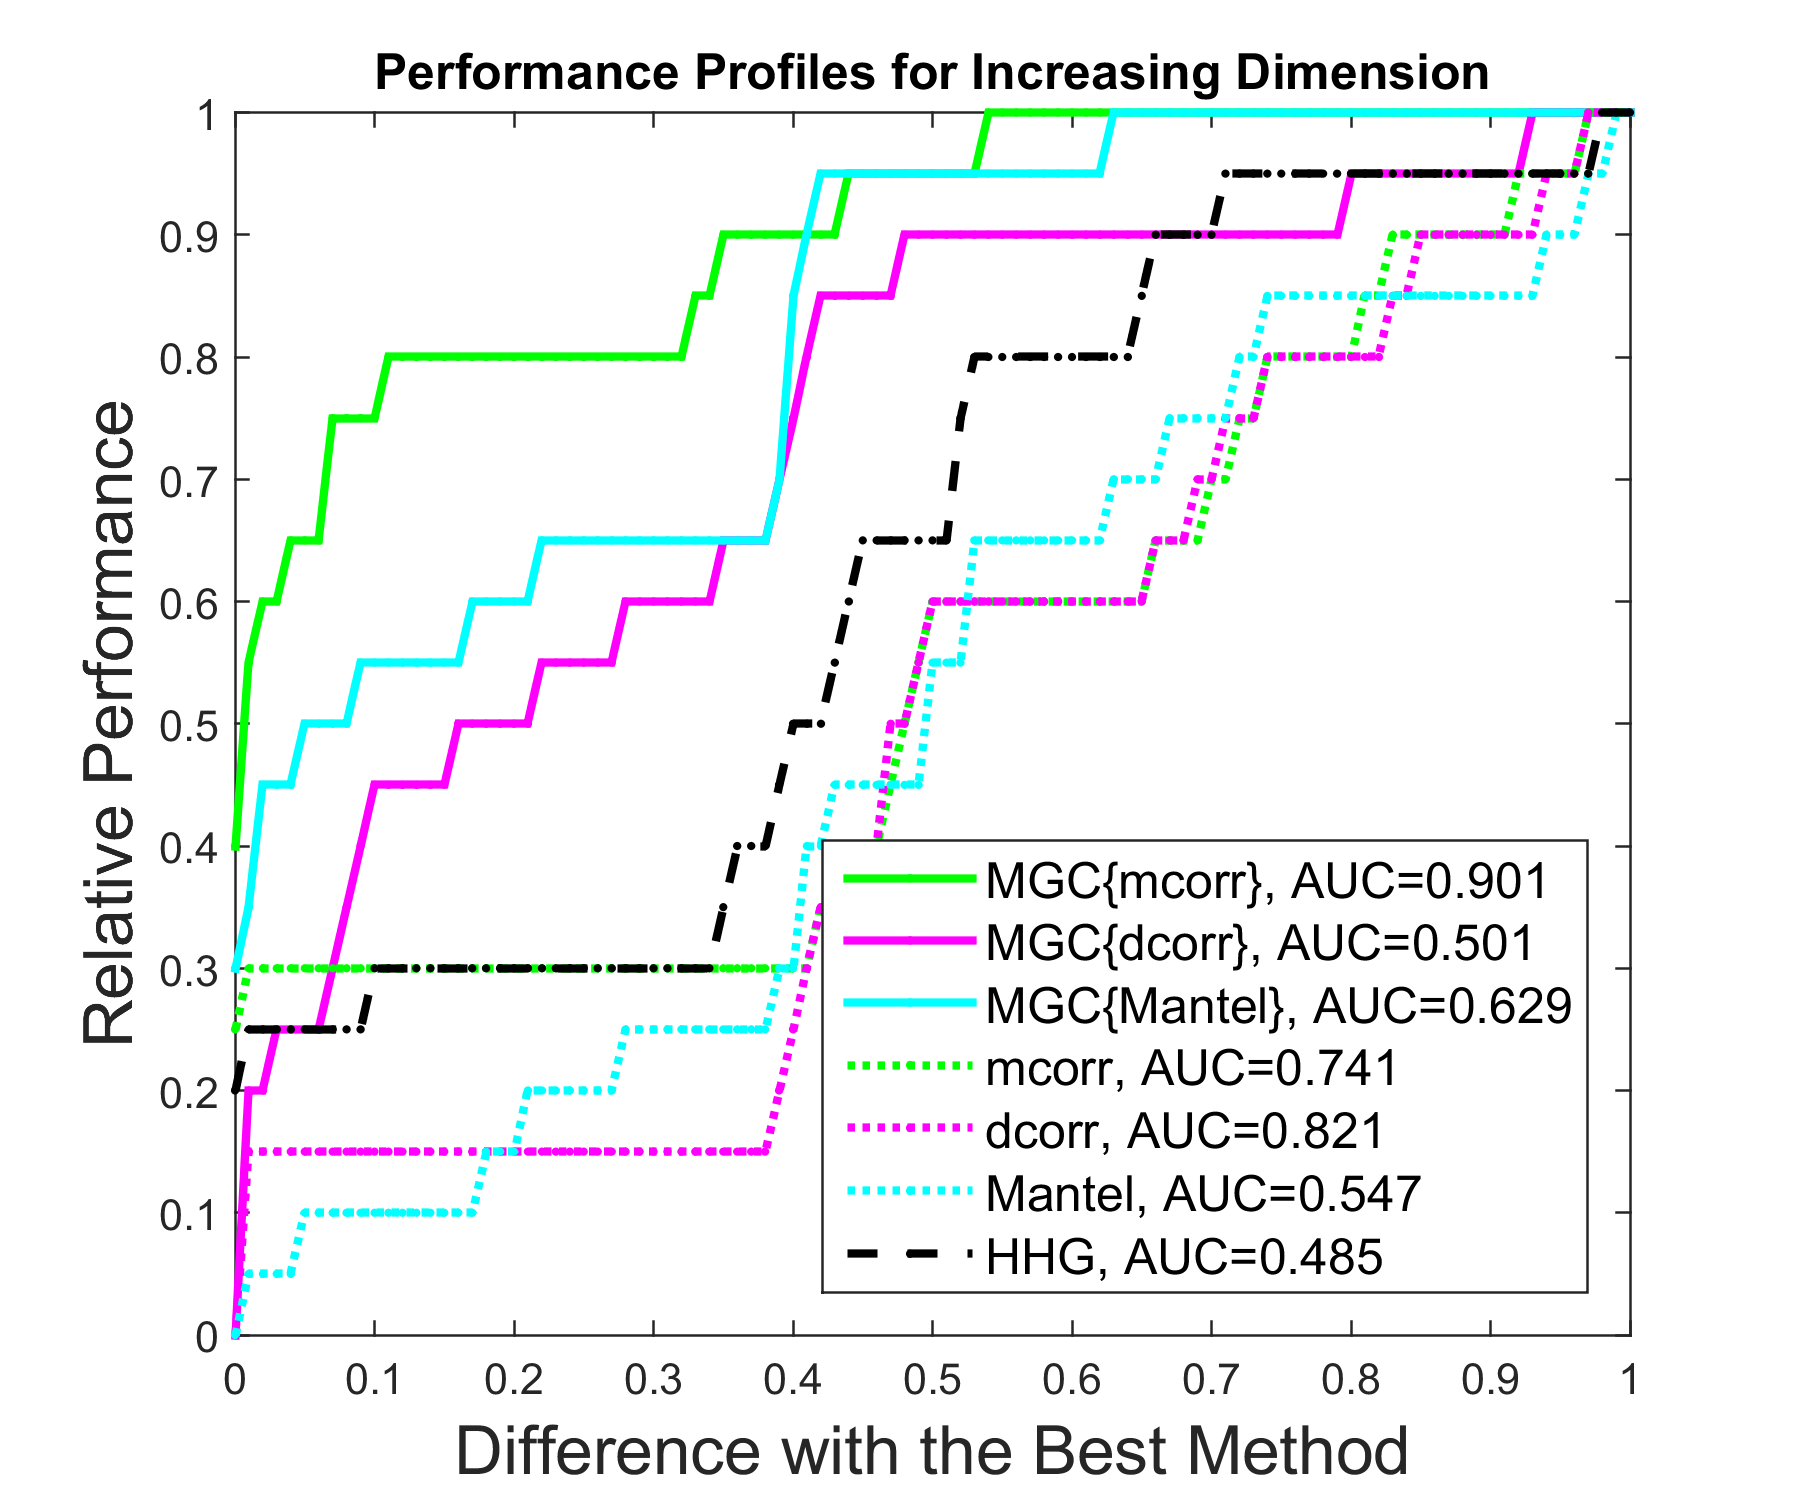 Performance Profiles for Increasing Dimension
Relative Performance
1
0.9
0.8
0.7
0.6
0.5
0.4
0.3
0.2
0.1
0
MGC{mcorr}, AUC=0.901
MGC{dcorr}, AUC=0.501
MGC{Mantel}, AUC=0.629
mcorr, AUC=0.741
dcorr, AUC=0.821
Mantel, AUC=0.547
HHG, AUC=0.485
0 0.1 0.2 0.3 0.4 0.5 0.6 0.7 0.8 0.9 1
Difference with the Best Method